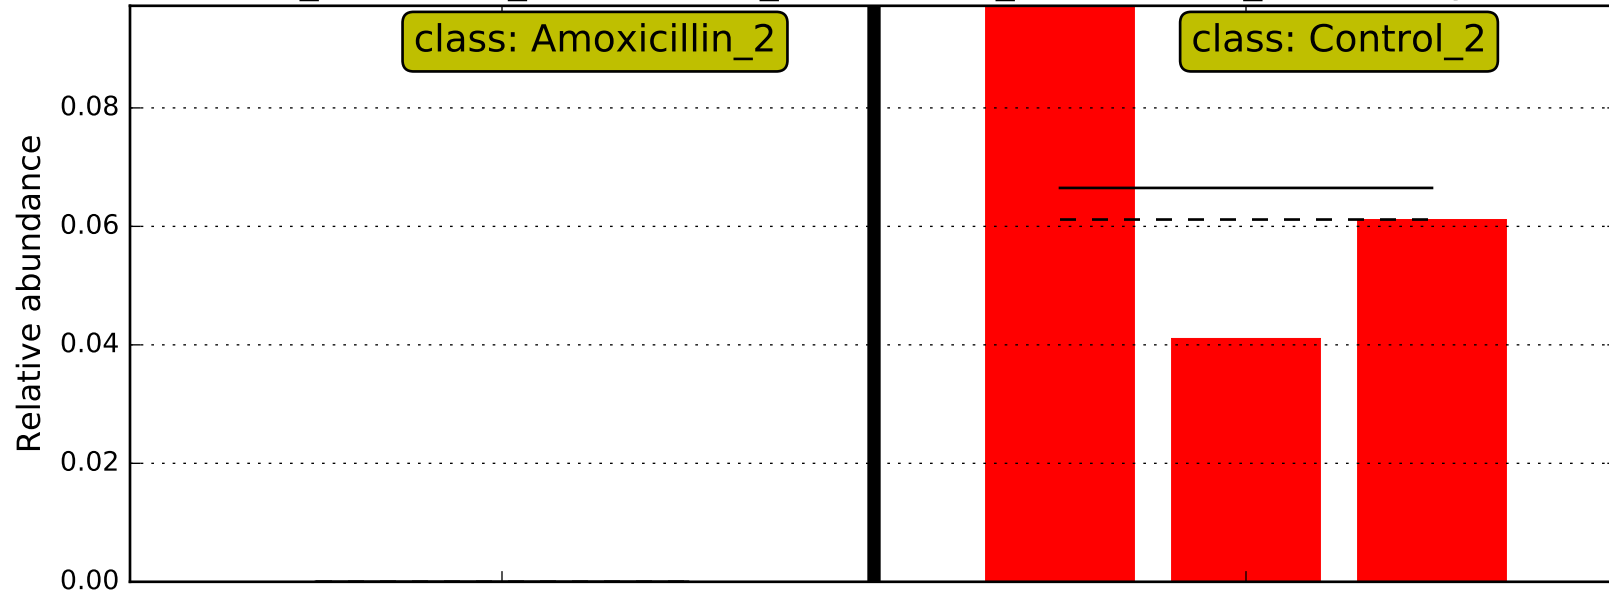 class: Amoxicillin_2
class: Control_2
0.08
0.06
0.04
0.02
0.00
Relative abundance